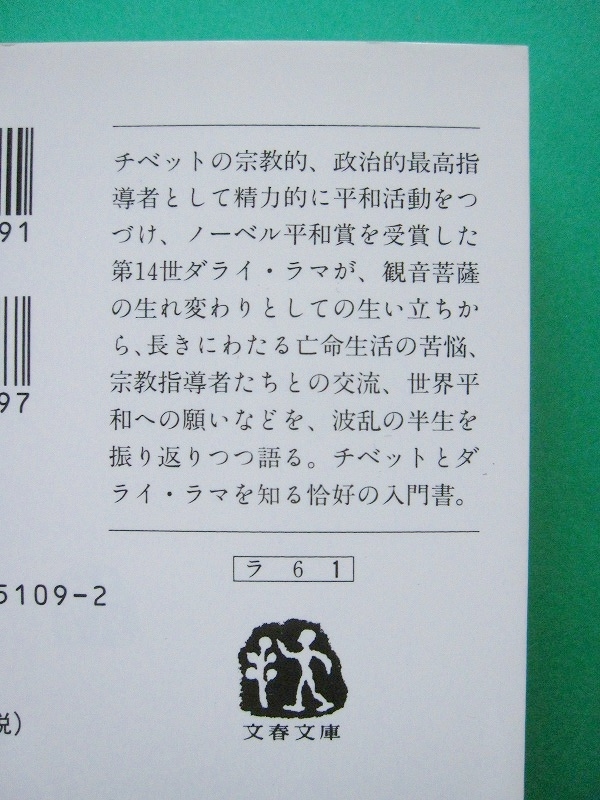 チベットの宗教的、政治的最高指
導者として精力的に平和活動をつ
づけ、ノーベル平和賞を受賞した
第14世ダライ・ラマが、観音菩薩
の生れ変わりとしての生い立ちか
ら、長きにわたる亡命生活の苦悩、
宗教指導者たちとの交流、世界平
和への願いなどを、波乱の半生を
振り返りつつ語る。チベットとダ
ライ・ラマを知る恰好の入門書。
91
97
ラ 6 1
5109-2
文春文庫
税)